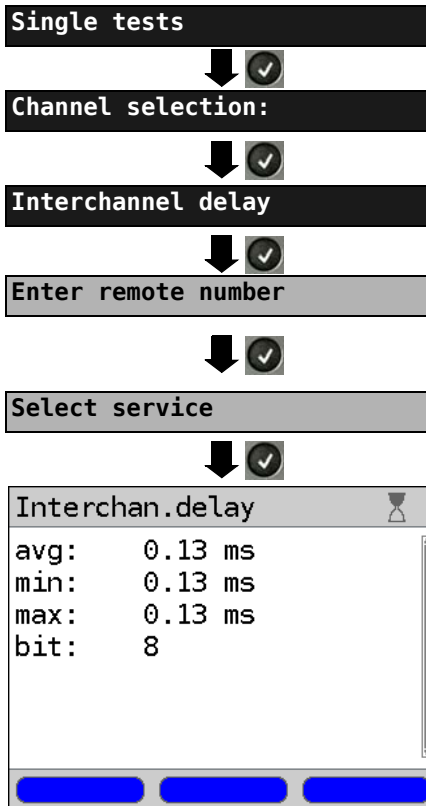 Single tests
Channel selection:
Interchannel delay
Enter remote number
Select service
Interchan.delay
avg: 0.13 ms
min: 0.13 ms
max: 0.13 ms
bit: 8